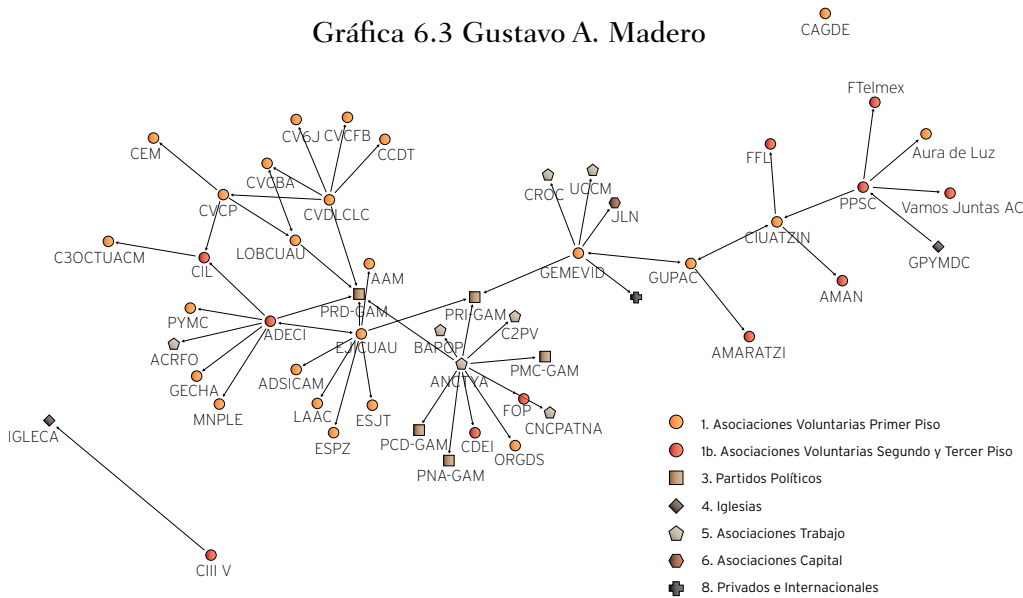 Gráfica 6.3 Gustavo A. Madero
CAGDE
FTelmex
CV6J
CVCFB
CEM
CCDT
FFL
Aura de Luz
CVCBA
CROC
UCCM
CVCP
CVDLCLC
JLN
PPSC
Vamos Juntas AC
C3OCTUACM
LOBCUAU
CIUATZIN
CIL
AAM
GEMEVID
GUPAC
GPYMDC
PRD-GAM
PRI-GAM
AMAN
PYMC
ADECI
C2PV
EJICUAU
BAPOP
ACRFO
AMARATZI
PMC-GAM
GECHA
ADSICAM
ANCTYA
MNPLE
LAAC
ESJT
FOP
CNCPATNA
IGLECA
ESPZ
PCD-GAM
CDEI
ORGDS
PNA-GAM
CIII V
1. Asociaciones Voluntarias Primer Piso
1b. Asociaciones Voluntarias Segundo y Tercer Piso
3. Partidos Políticos
4. Iglesias
5. Asociaciones Trabajo
6. Asociaciones Capital
8. Privados e Internacionales